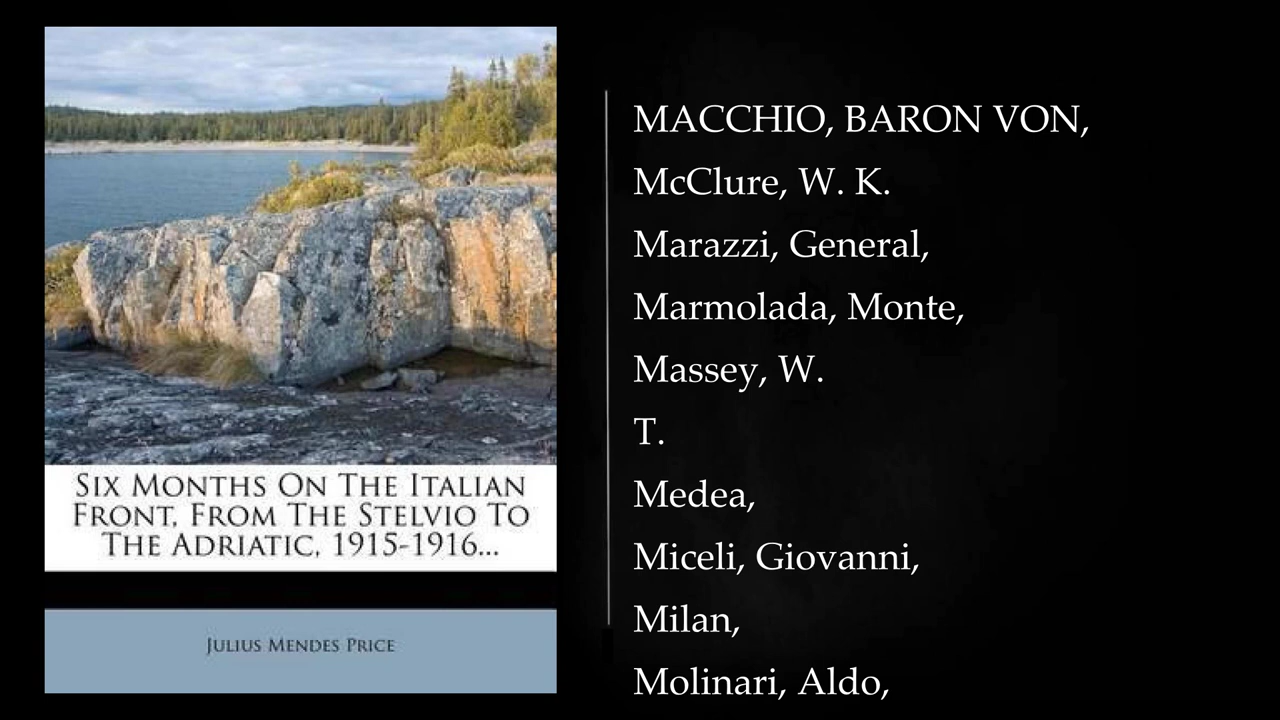 Six Months On The Italian
Front, From The Stelvio To
The Adriatic, 1915-1916...
Julius Mendes Price
MACCHIO, BARON VON,
McClure, W. K.
Marazzi, General,
Marmolada, Monte,
Massey, W.
T.
Medea,
Miceli, Giovanni,
Milan,
Molinari, Aldo,